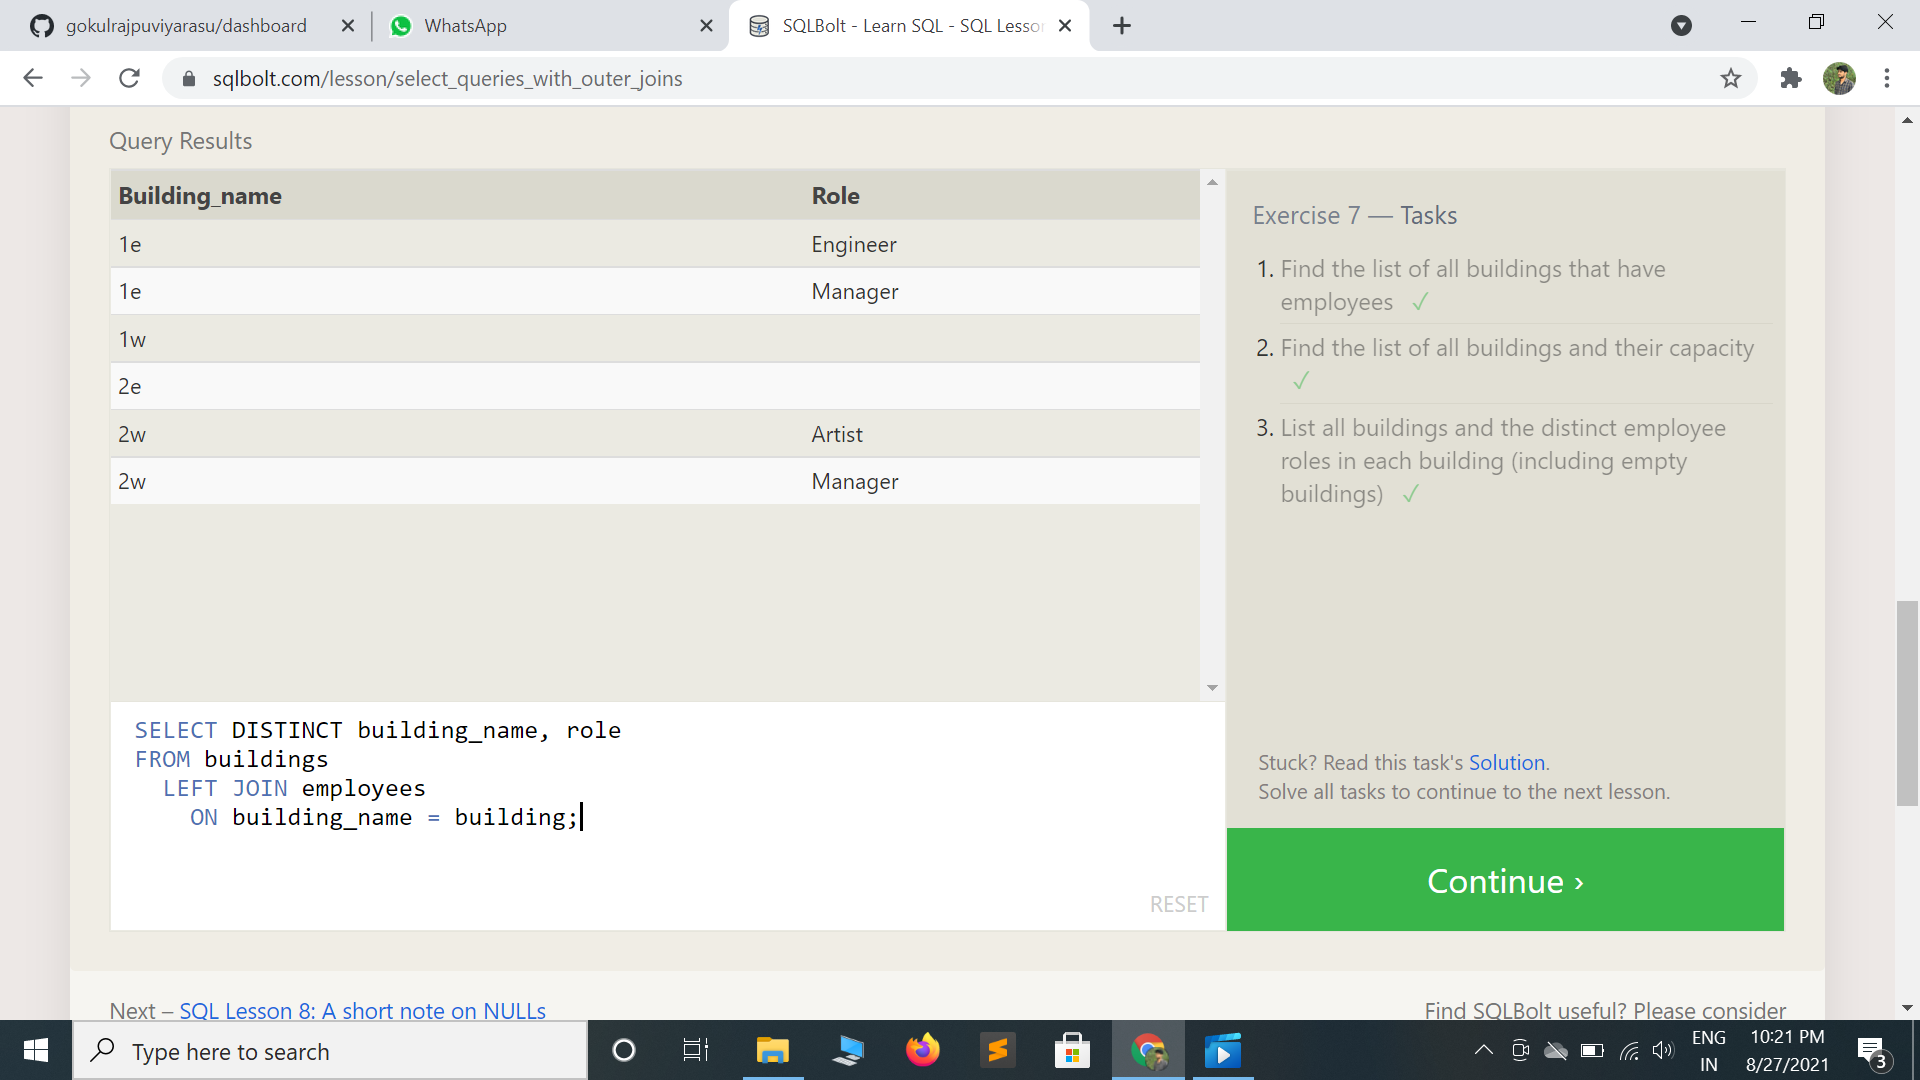 gokulrajpuviyarasu/dashboard
WhatsApp
SQLBolt - Learn SQL - SQL Lesson
sqlbolt.com/lesson/select_queries_with_outer_joins
Query Results
Building_name Role
1e Engineer
1e Manager
1w
2e
2w Artist
2w Manager
Exercise 7 — Tasks
1. Find the list of all buildings that have
employees ✓
2. Find the list of all buildings and their capacity
✓
3. List all buildings and the distinct employee
roles in each building (including empty
buildings) ✓
SELECT DISTINCT building_name, role
FROM buildings
LEFT JOIN employees
ON building_name = building;
RESET
Stuck? Read this task's Solution.
Solve all tasks to continue to the next lesson.
Continue ›
Next – SQL Lesson 8: A short note on NULLs
Find SQLBolt useful? Please consider
Type here to search
ENG
IN
10:21 PM
8/27/2021
3